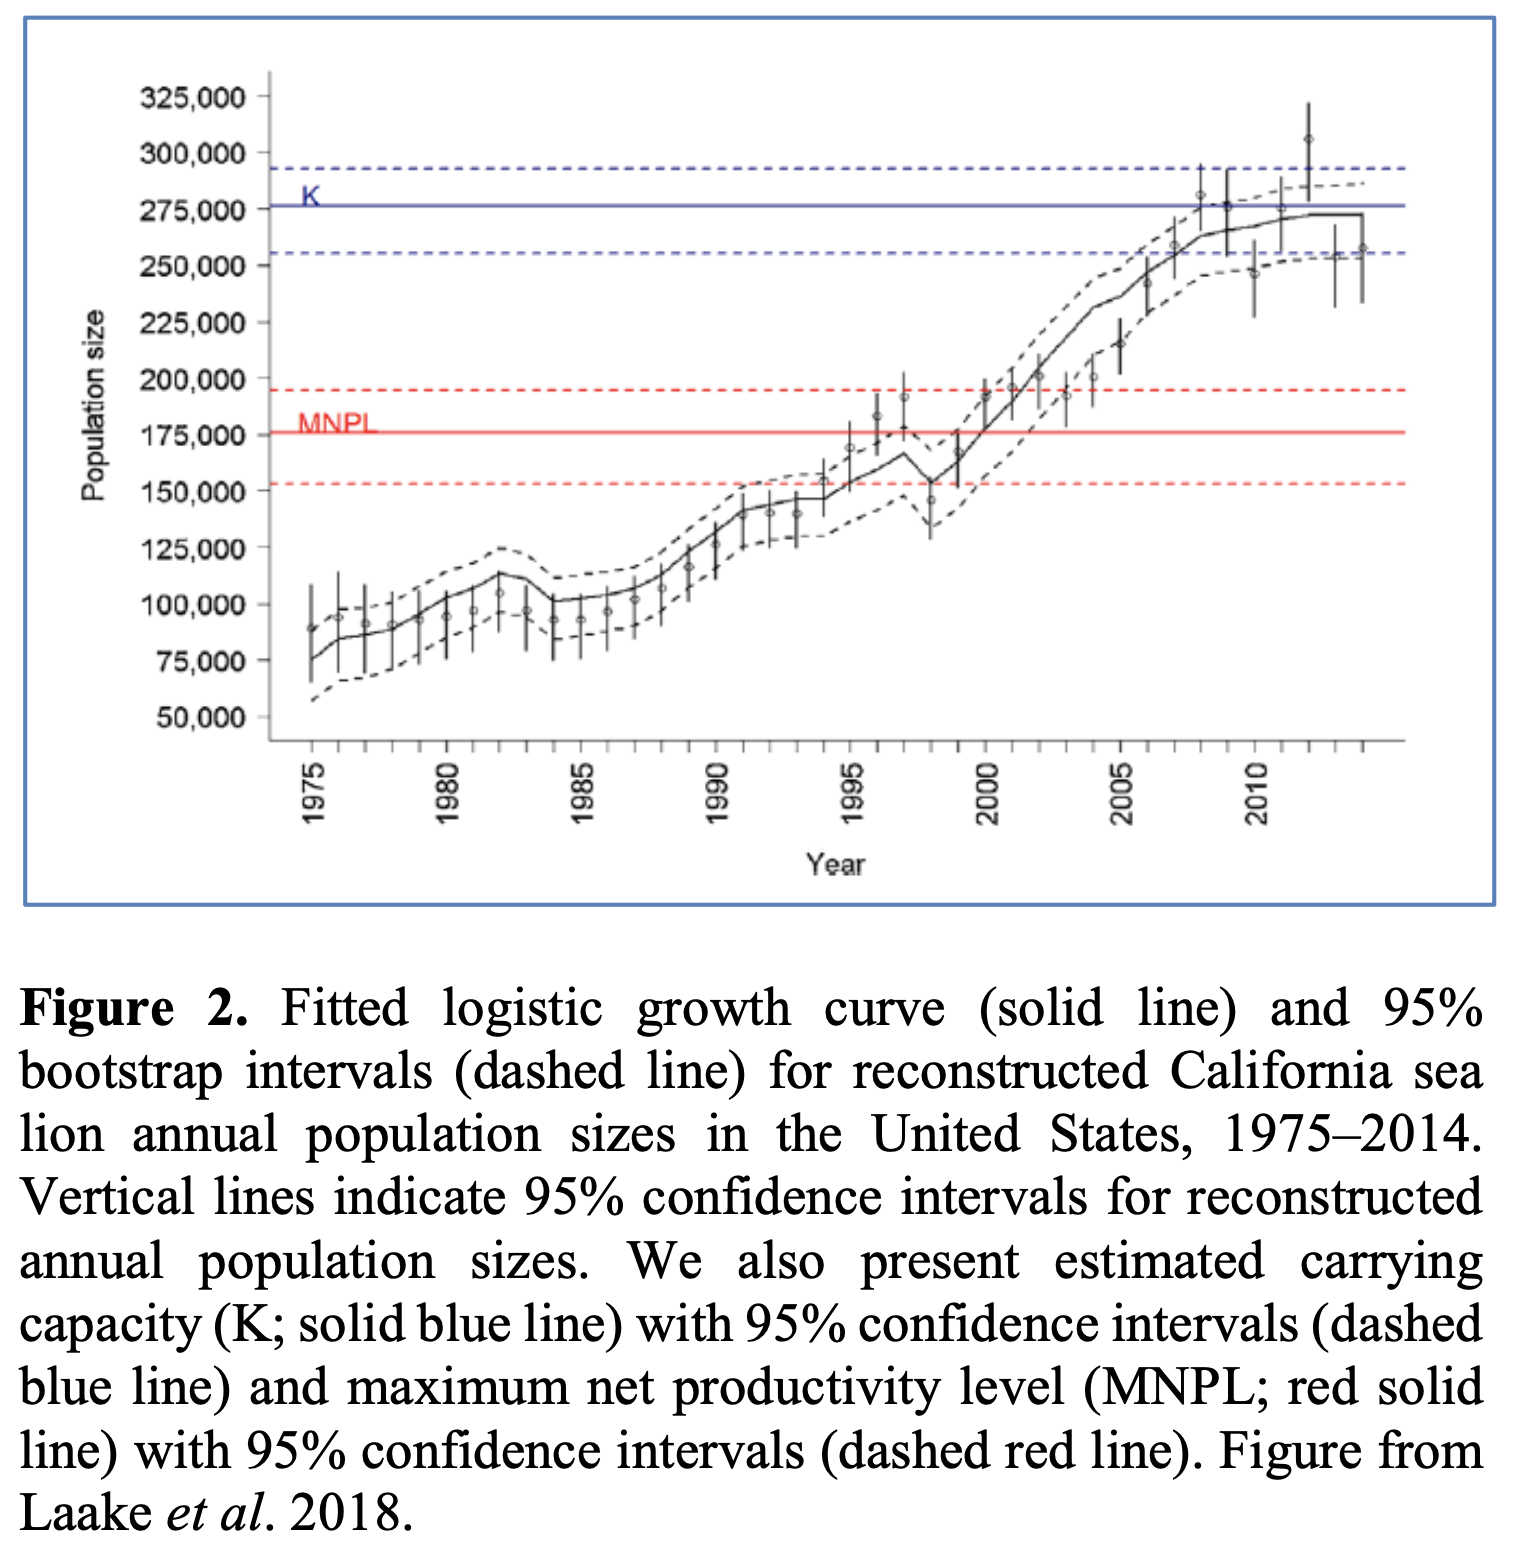 325,000
300,000
275,000
250,000
225,000
200,000
175,000
150,000
125,000
100,000
75,000
50,000
K
MNPL
Population size
1975
1980
1985
1990
1995
2000
2005
2010
Year
Figure 2. Fitted logistic growth curve (solid line) and 95%
bootstrap intervals (dashed line) for reconstructed California sea
lion annual population sizes in the United States, 1975–2014.
Vertical lines indicate 95% confidence intervals for reconstructed
annual population sizes. We also present estimated carrying
capacity (K; solid blue line) with 95% confidence intervals (dashed
blue line) and maximum net productivity level (MNPL; red solid
line) with 95% confidence intervals (dashed red line). Figure from
Laake et al. 2018.